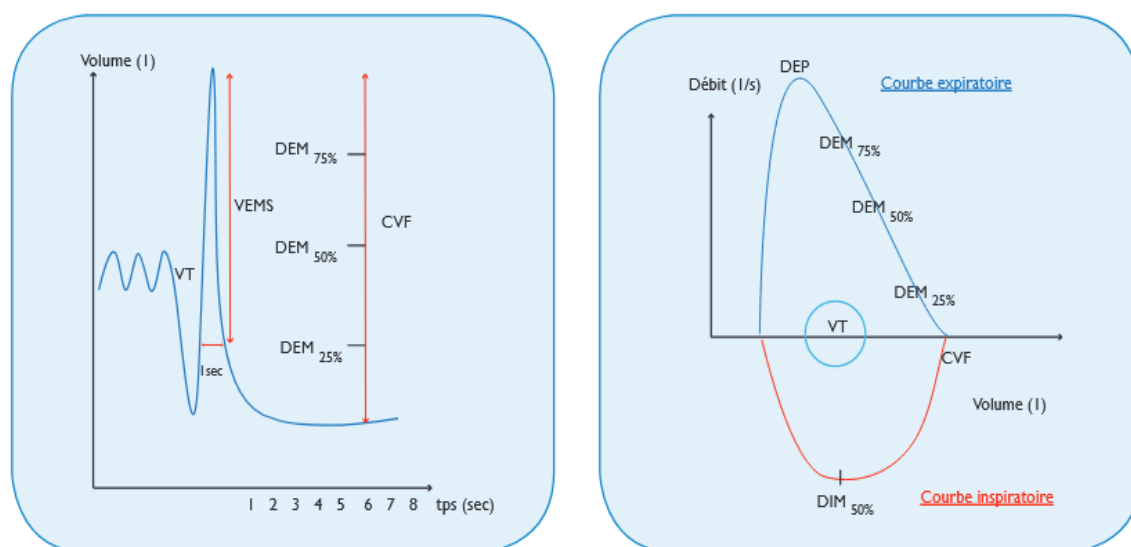 Volume (l)
DEM 75%
VEMS
CVF
DEM 50%
VT
DEM 25%
1sec
1 2 3 4 5 6 7 8 tps (sec)
DEP
Débit (l/s)
Courbe expiratoire
DEM 75%
DEM 50%
DEM 25%
VT
CVF
Volume (l)
DIM 50%
Courbe inspiratoire